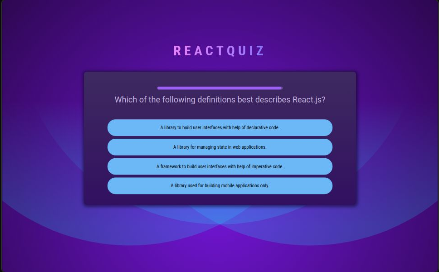 REACTQUIZ
Which of the following definitions best describes React.js?
A library to build user interfaces with help of declarative code.
A library for managing state in web applications.
A framework to build user interfaces with help of imperative code.
A library used for building mobile applications only.